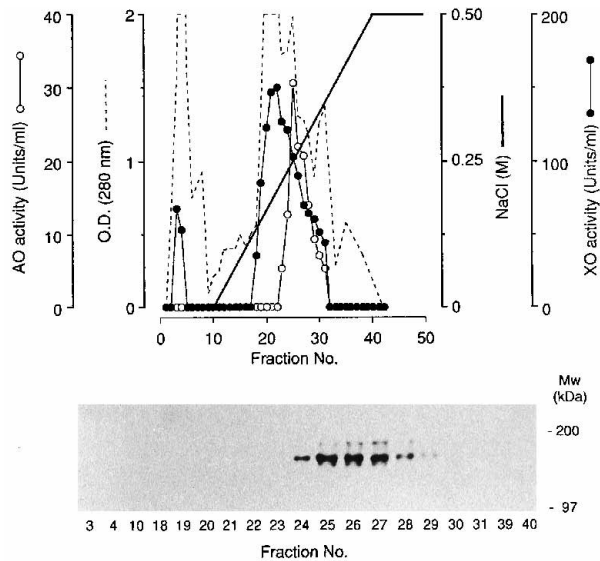 AO activity (Units/ml)
40
30
20
10
0
O.D. (280 nm)
2
1
0
0.50
0.25
0
NaCl (M)
200
100
0
XO activity (Units/ml)
0 10 20 30 40 50
Fraction No.
Mw
(kDa)
- 200
- 97
3 4 10 18 19 20 21 22 23 24 25 26 27 28 29 30 31 39 40
Fraction No.